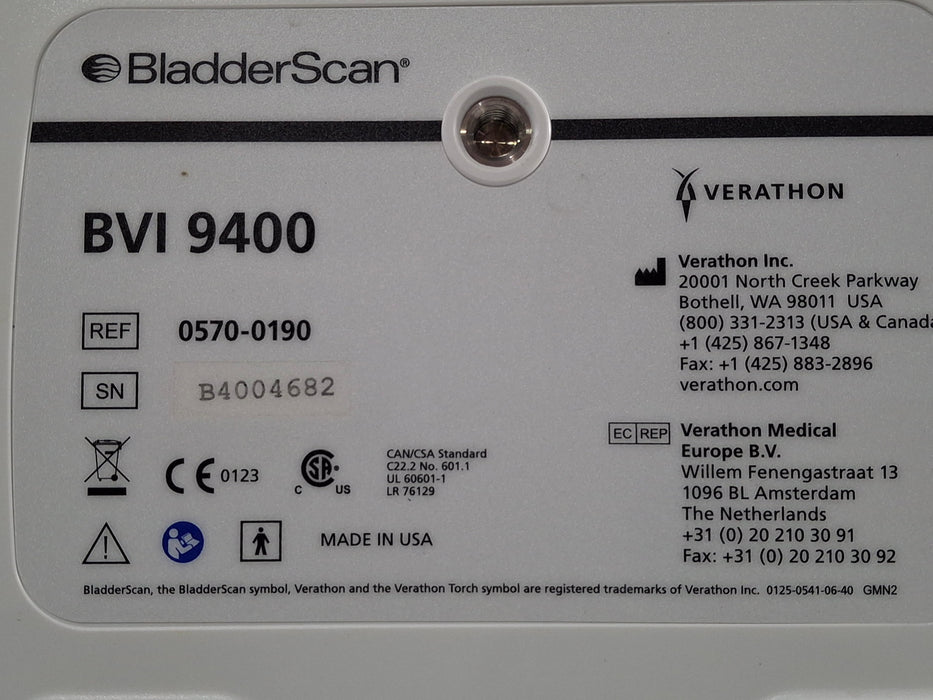 BladderScan®
BVI 9400
REF 0570-0190
SN B4004682
CE 0123
CSA®
C US
CAN/CSA Standard
C22.2 No. 601.1
UL 60601-1
LR 76129
MADE IN USA
VERATHON
Verathon Inc.
20001 North Creek Parkway
Bothell, WA 98011 USA
(800) 331-2313 (USA & Canada
+1 (425) 867-1348
Fax: +1 (425) 883-2896
verathon.com
EC REP
Verathon Medical
Europe B.V.
Willem Fenengastraat 13
1096 BL Amsterdam
The Netherlands
+31 (0) 20 210 30 91
Fax: +31 (0) 20 210 30 92
BladderScan, the BladderScan symbol, Verathon and the Verathon Torch symbol are registered trademarks of Verathon Inc. 0125-0541-06-40 GMN2